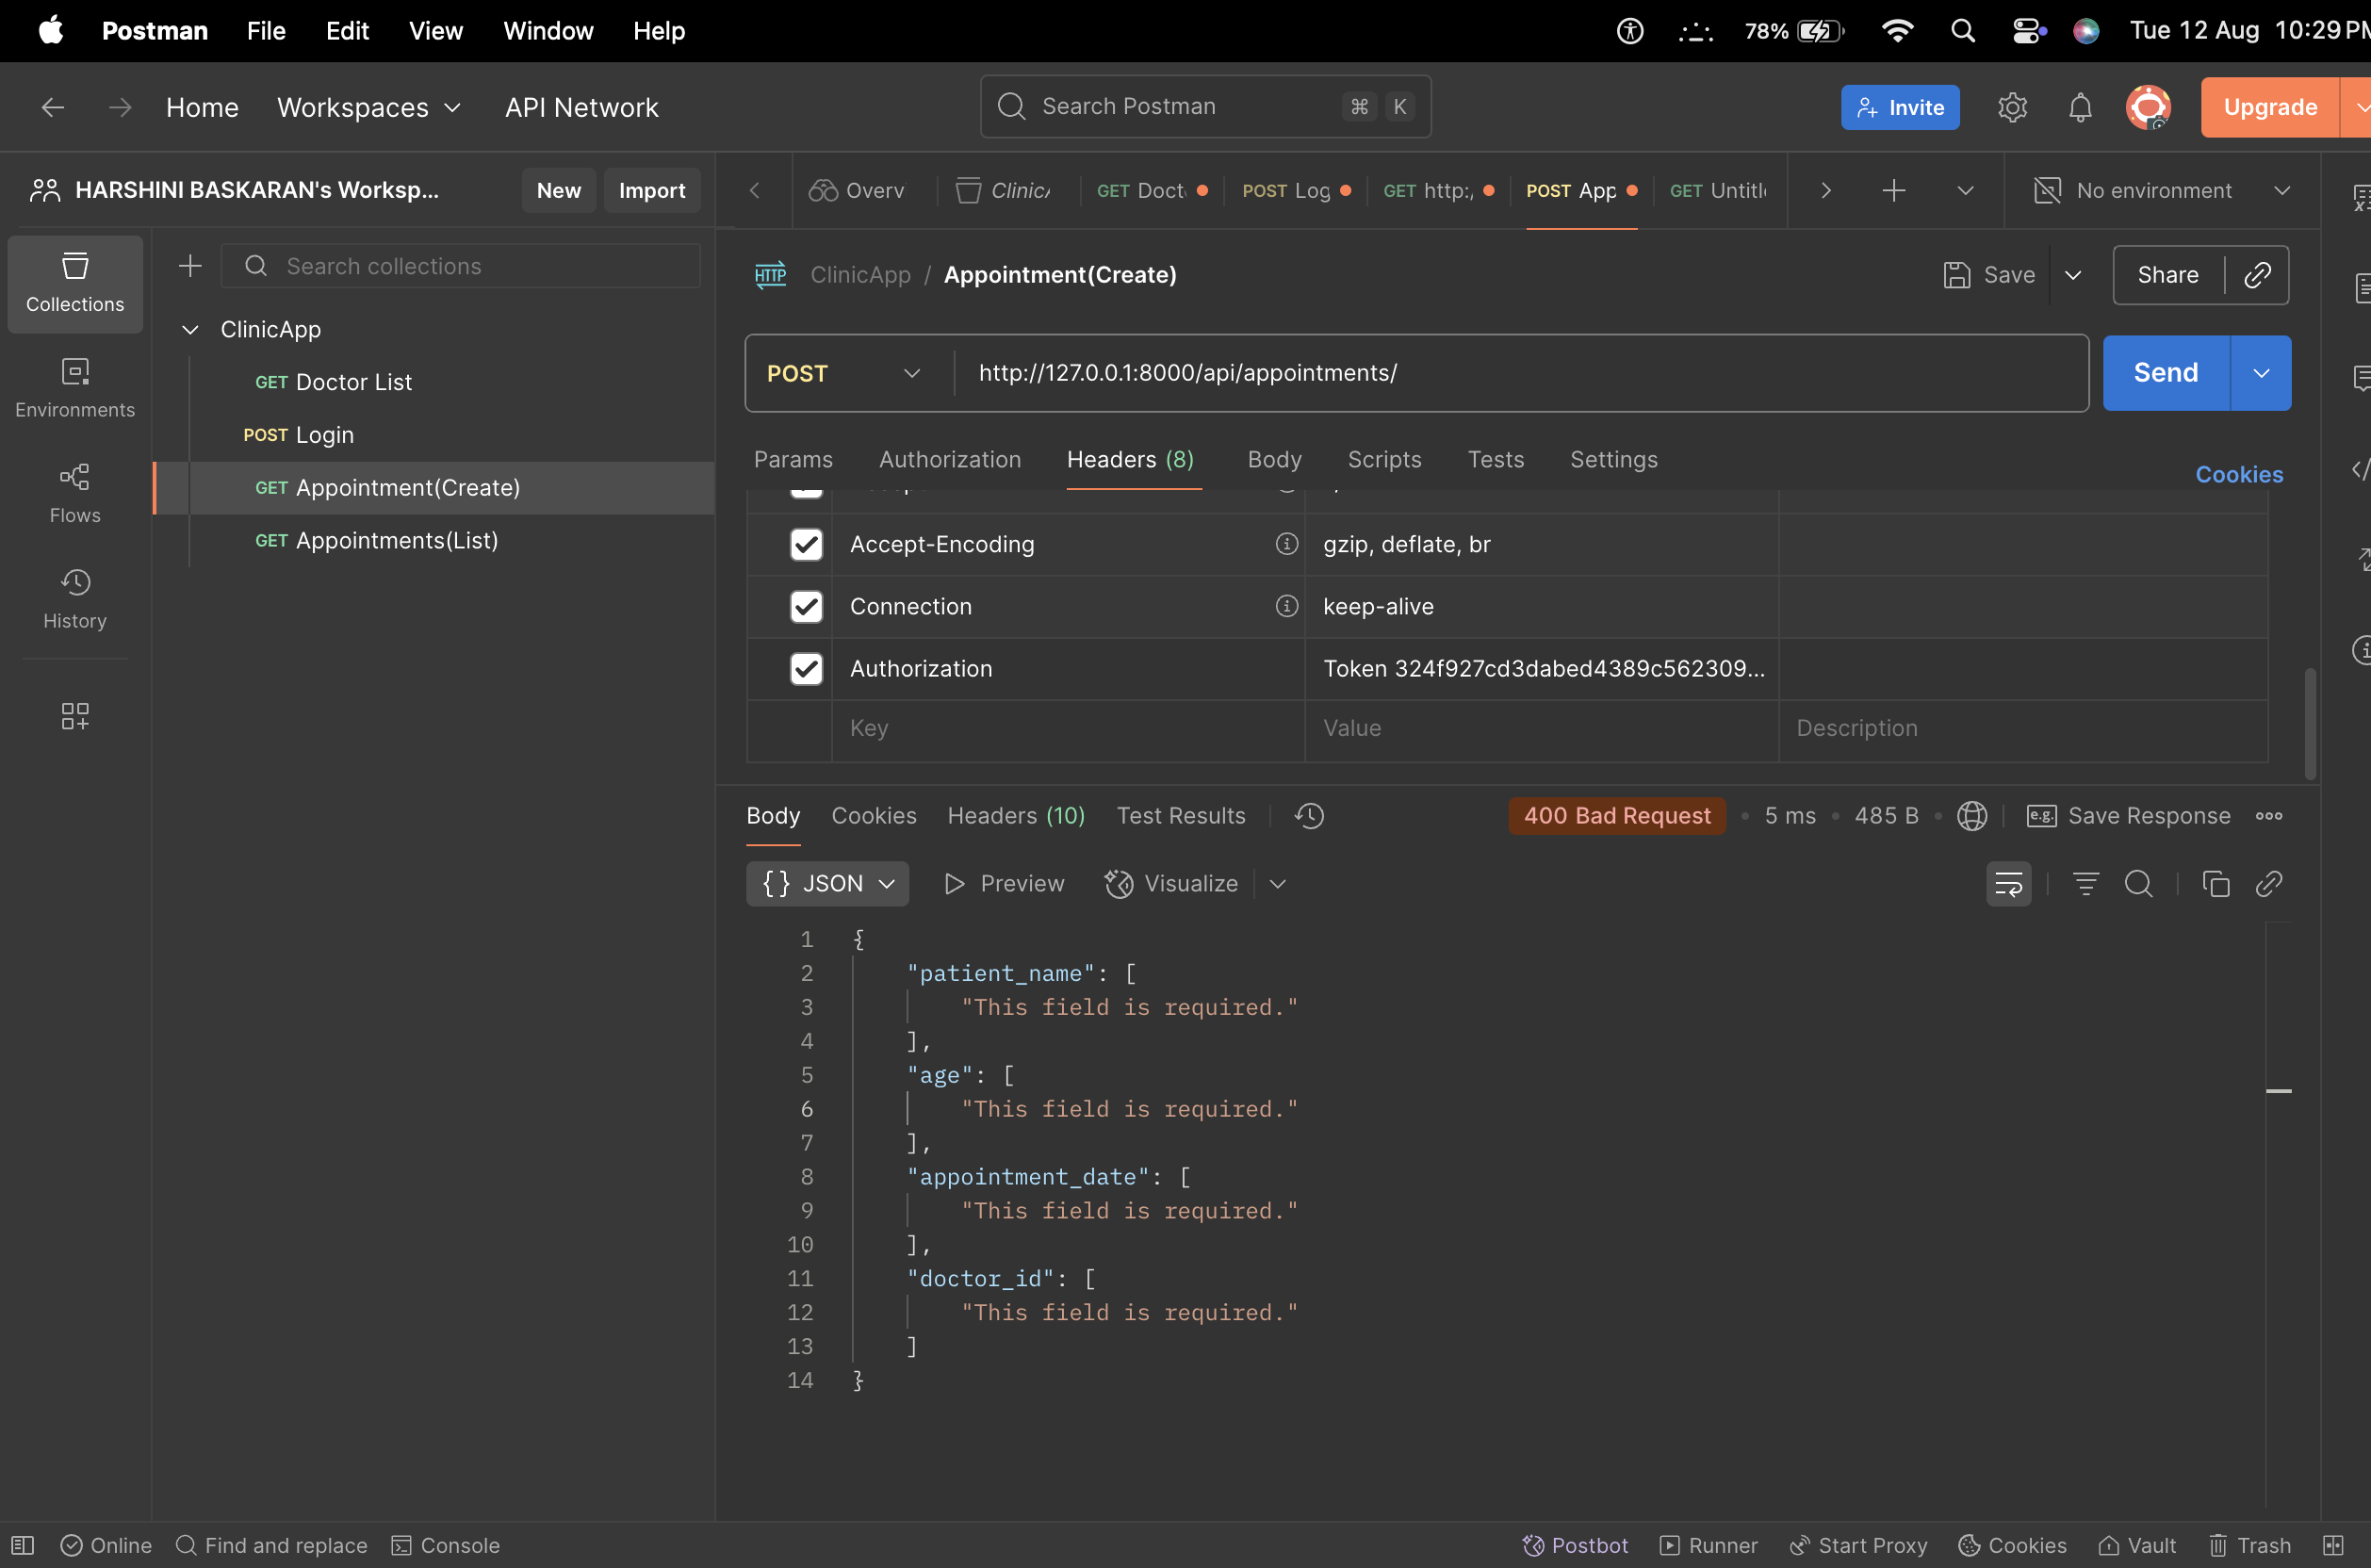 Postman File Edit View Window Help 78% Tue 12 Aug 10:29
Home Workspaces API Network Search Postman ⌘ K Invite Upgrade
HARSHINI BASKARAN's Worksp... New Import Overv GET POST Log GET http:/ POST App GET No environment
Collections
Environments
Flows
History
Search collections
ClinicApp
GET Doctor List
POST Login
GET Appointment(Create)
GET Appointments(List)
HTTP ClinicApp / Appointment(Create) Save Share
POST http://127.0.0.1:8000/api/appointments/ Send
Params Authorization Headers (8) Body Scripts Tests Settings Cookies
Accept-Encoding gzip, deflate, br
Connection keep-alive
Authorization Token 324f927cd3dabed4389c562309...
Key Value Description
Body Cookies Headers (10) Test Results 400 Bad Request • 5 ms • 485 B • e.g. Save Response
{} JSON Preview Visualize
1 {
2 "patient_name": [
3 "This field is required."
4 ],
5 "age": [
6 "This field is required."
7 ],
8 "appointment_date": [
9 "This field is required."
10 ],
11 "doctor_id": [
12 "This field is required."
13 ]
14 }
Online Find and replace Console Postbot Runner Start Proxy Cookies Vault Trash